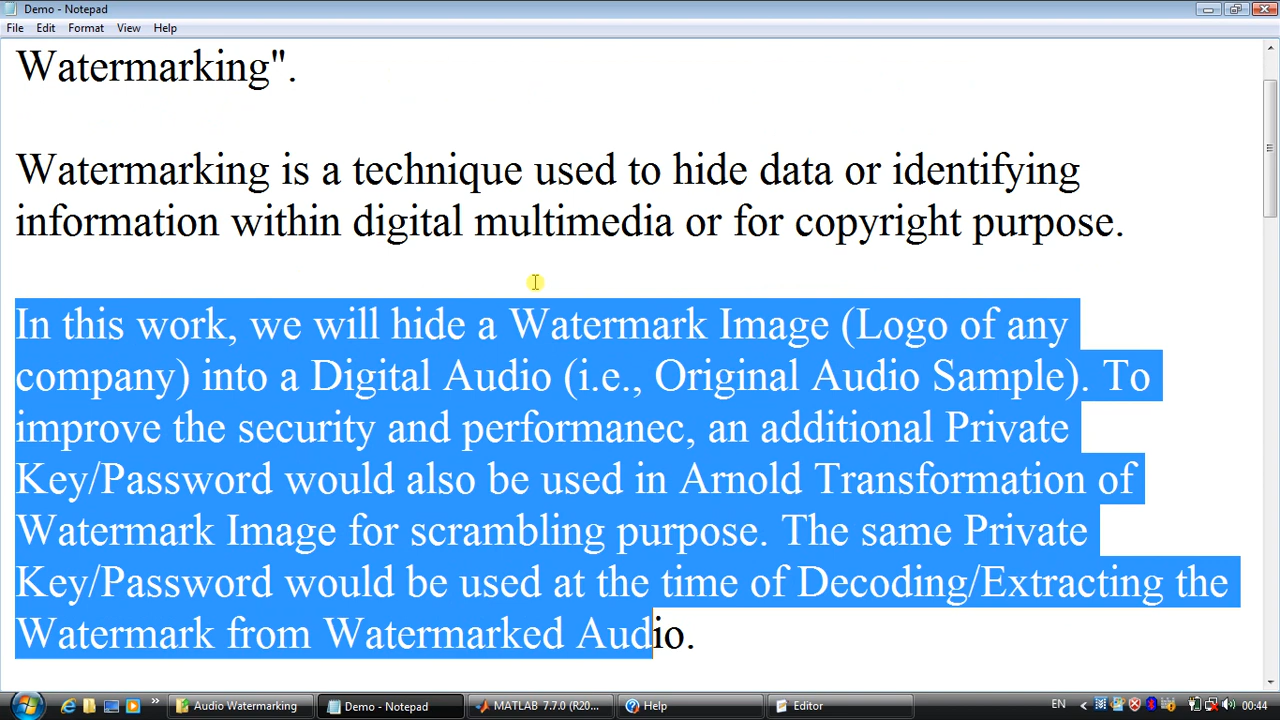 Demo - Notepad
File Edit Format View Help
Watermarking".
Watermarking is a technique used to hide data or identifying
information within digital multimedia or for copyright purpose.
In this work, we will hide a Watermark Image (Logo of any
company) into a Digital Audio (i.e., Original Audio Sample). To
improve the security and performanec, an additional Private
Key/Password would also be used in Arnold Transformation of
Watermark Image for scrambling purpose. The same Private
Key/Password would be used at the time of Decoding/Extracting the
Watermark from Watermarked Audio.
Audio Watermarking Demo - Notepad MATLAB 7.7.0 (R20... Help Editor EN 00:44